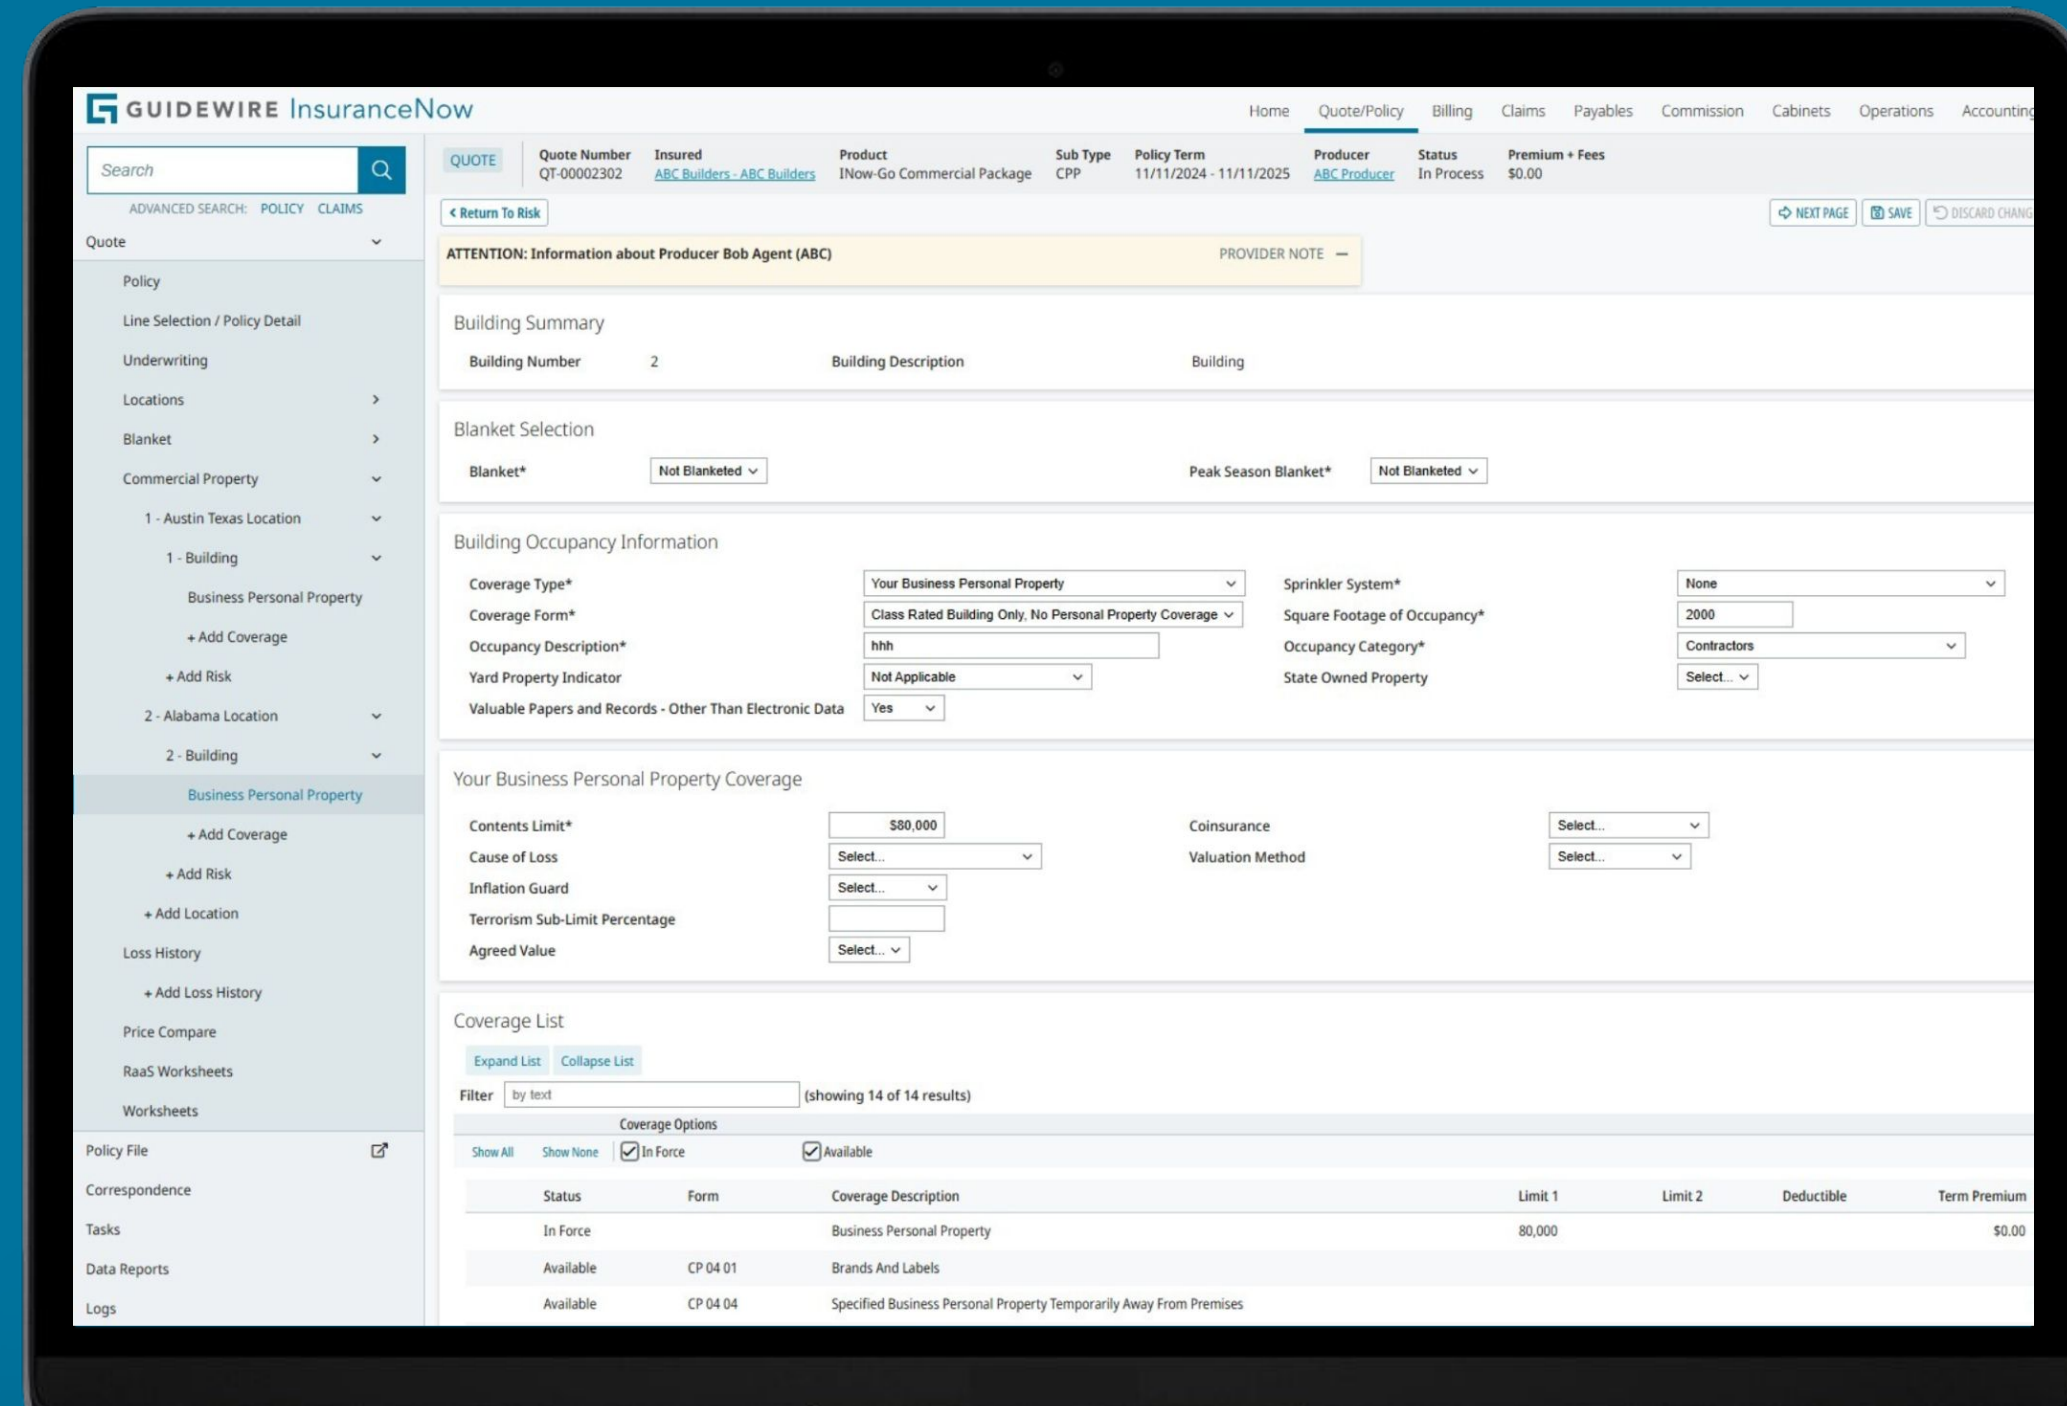 GUIDEWIRE InsuranceNow
Home Quote/Policy Billing Claims Payables Commission Cabinets Operations Accounting
Search
ADVANCED SEARCH: POLICY CLAIMS
QUOTE
Quote Number Insured Product Sub Type Policy Term Producer Status Premium + Fees
QT-00002302 ABC Builders - ABC Builders INow-Go Commercial Package CPP 11/11/2024 - 11/11/2025 ABC Producer In Process $0.00
Return To Risk
NEXT PAGE SAVE DISCARD CHANG
Quote
Policy
Line Selection / Policy Detail
Underwriting
Locations
Blanket
Commercial Property
1 - Austin Texas Location
1 - Building
Business Personal Property
+ Add Coverage
+ Add Risk
2 - Alabama Location
2 - Building
Business Personal Property
+ Add Coverage
+ Add Risk
+ Add Location
Loss History
+ Add Loss History
Price Compare
RaaS Worksheets
Worksheets
Policy File
Correspondence
Tasks
Data Reports
Logs
ATTENTION: Information about Producer Bob Agent (ABC) PROVIDER NOTE
Building Summary
Building Number 2 Building Description Building
Blanket Selection
Blanket* Not Blanketed Peak Season Blanket* Not Blanketed
Building Occupancy Information
Coverage Type* Your Business Personal Property Sprinkler System* None
Coverage Form* Class Rated Building Only, No Personal Property Coverage Square Footage of Occupancy* 2000
Occupancy Description* hhh Occupancy Category* Contractors
Yard Property Indicator Not Applicable State Owned Property Select...
Valuable Papers and Records - Other Than Electronic Data Yes
Your Business Personal Property Coverage
Contents Limit* $80,000 Coinsurance Select...
Cause of Loss Select... Valuation Method Select...
Inflation Guard Select...
Terrorism Sub-Limit Percentage
Agreed Value Select...
Coverage List
Expand List Collapse List
Filter by text (showing 14 of 14 results)
Coverage Options
Show All Show None In Force Available
Status Form Coverage Description Limit 1 Limit 2 Deductible Term Premium
In Force Business Personal Property 80,000 $0.00
Available CP 04 01 Brands And Labels
Available CP 04 04 Specified Business Personal Property Temporarily Away From Premises